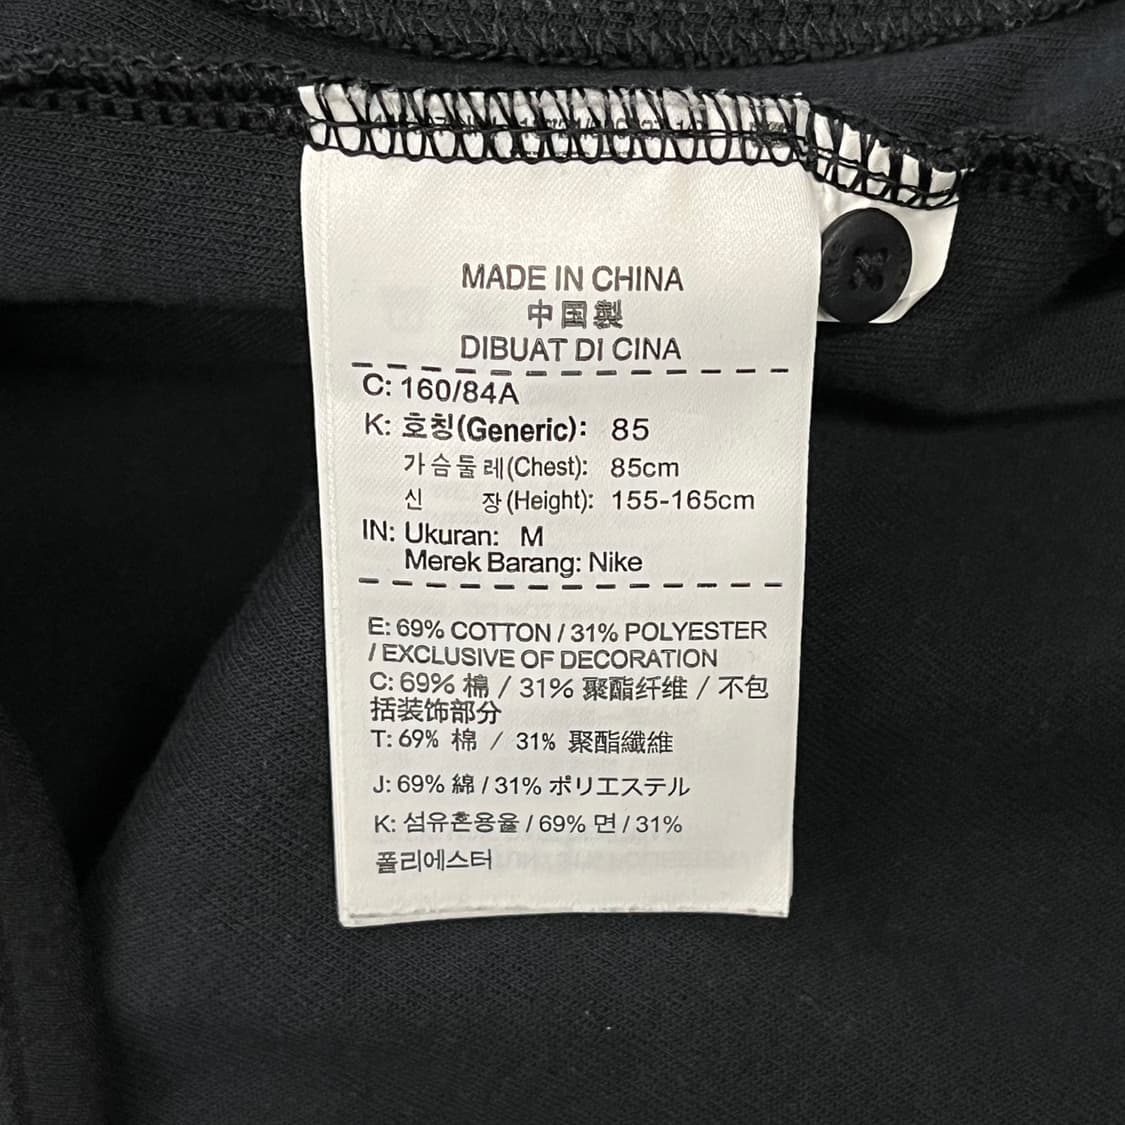 MADE IN CHINA
中国製
DIBUAT DI CINA
C: 160/84A
K: 호칭(Generic): 85
가슴둘레(Chest): 85cm
신 장(Height): 155-165cm
IN: Ukuran: M
Merek Barang: Nike
E: 69% COTTON / 31% POLYESTER
/ EXCLUSIVE OF DECORATION
C: 69% 棉 / 31% 聚酯纤维 / 不包
括装饰部分
T: 69% 棉 / 31% 聚酯纖維
J: 69% 綿 / 31% ポリエステル
K: 섬유혼용율 / 69% 면 / 31%
폴리에스터